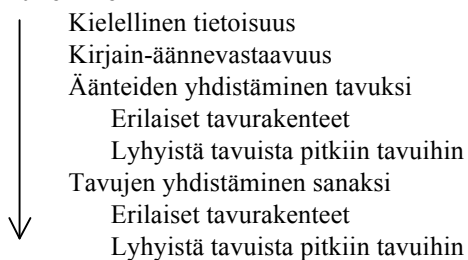 Kielellinen tietoisuus
Kirjain-äännevastaavuus
Äänteiden yhdistäminen tavuksi
Erilaiset tavurakenteet
Lyhyistä tavuista pitkiin tavuihin
Tavujen yhdistäminen sanaksi
Erilaiset tavurakenteet
Lyhyistä tavuista pitkiin tavuihin